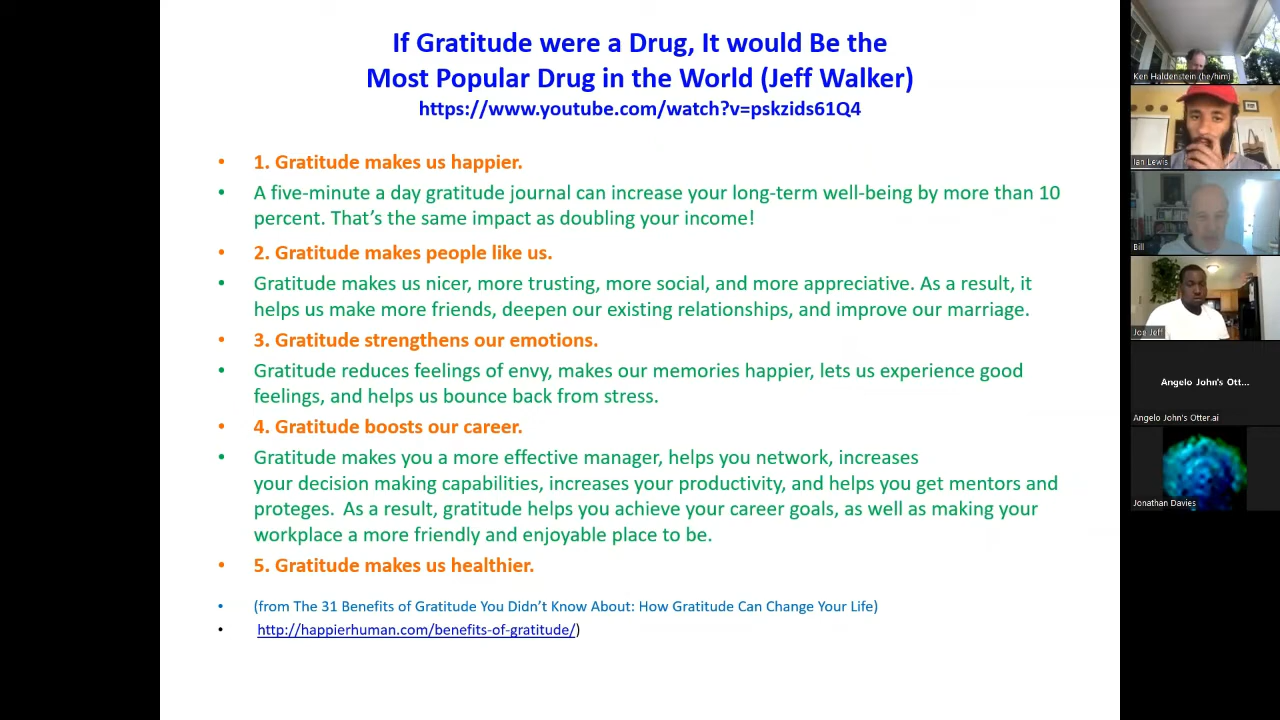 If Gratitude were a Drug, It would Be the
Most Popular Drug in the World (Jeff Walker)
https://www.youtube.com/watch?v=pskzids61Q4
• 1. Gratitude makes us happier.
• A five-minute a day gratitude journal can increase your long-term well-being by more than 10
percent. That’s the same impact as doubling your income!
• 2. Gratitude makes people like us.
• Gratitude makes us nicer, more trusting, more social, and more appreciative. As a result, it
helps us make more friends, deepen our existing relationships, and improve our marriage.
• 3. Gratitude strengthens our emotions.
• Gratitude reduces feelings of envy, makes our memories happier, lets us experience good
feelings, and helps us bounce back from stress.
• 4. Gratitude boosts our career.
• Gratitude makes you a more effective manager, helps you network, increases
your decision making capabilities, increases your productivity, and helps you get mentors and
proteges. As a result, gratitude helps you achieve your career goals, as well as making your
workplace a more friendly and enjoyable place to be.
• 5. Gratitude makes us healthier.
• (from The 31 Benefits of Gratitude You Didn’t Know About: How Gratitude Can Change Your Life)
• http://happierhuman.com/benefits-of-gratitude/)
Ken Haldenstein (he/him)
Ian Lewis
Bill
Joe Jeff
Angelo John's Ott...
Angelo John's Otter.ai
Jonathan Davies